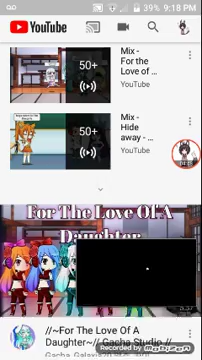 39% 9:18 PM
YouTube
50+
Mix -
For the
Love of ...
YouTube
50+
Mix -
Hide
away - ...
YouTube
For The Love Of A
Daughter
Recorded by
//~For The Love Of A
Daughter~// Gacha Studio //